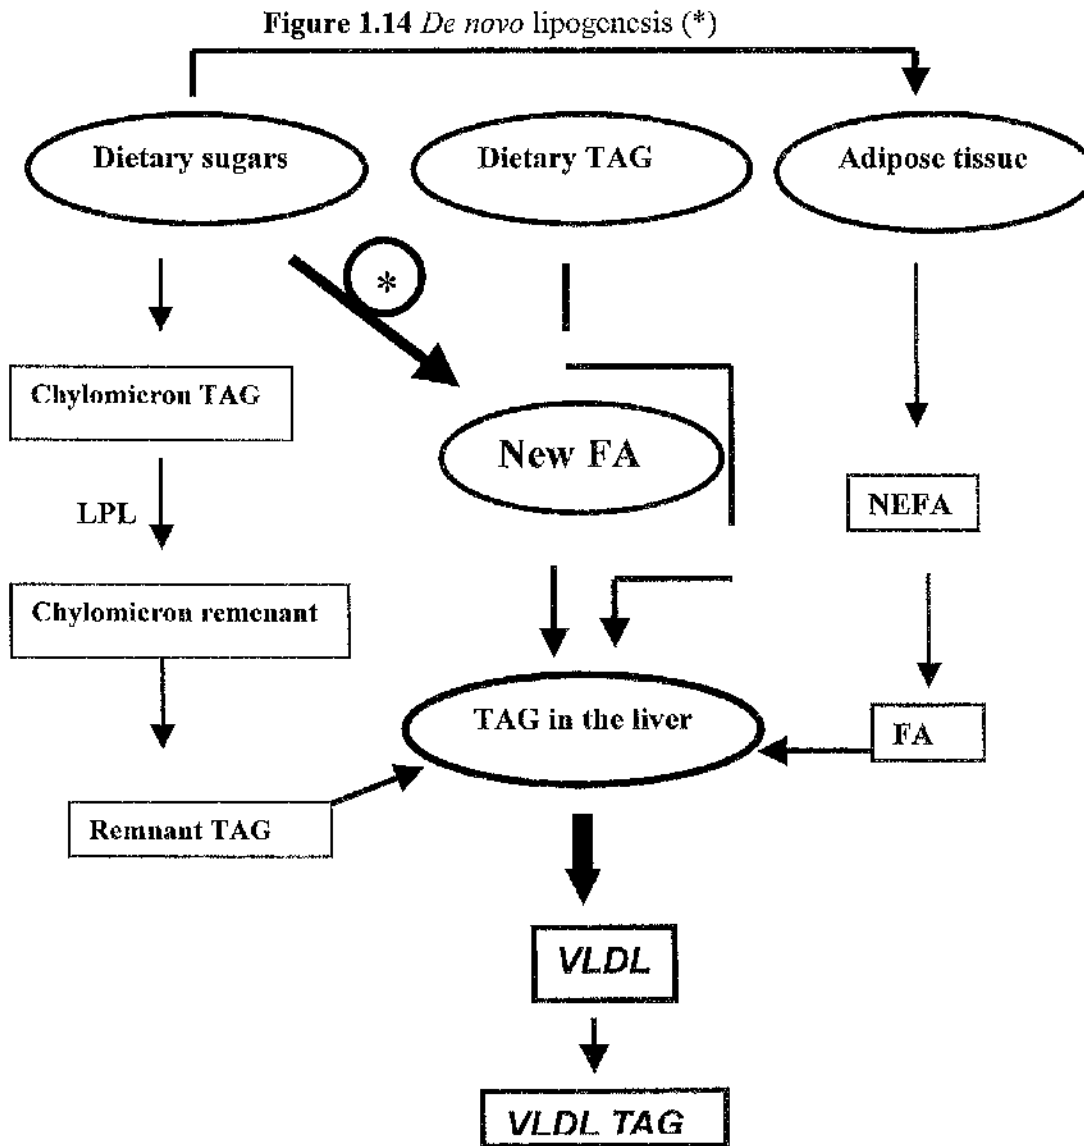 Figure 1.14 De novo lipogenesis (*)
Dietary sugars
Dietary TAG
Adipose tissue
*
Chylomicron TAG
New FA
LPL
NEFA
Chylomicron remenant
TAG in the liver
FA
Remnant TAG
VLDL
VLDL TAG